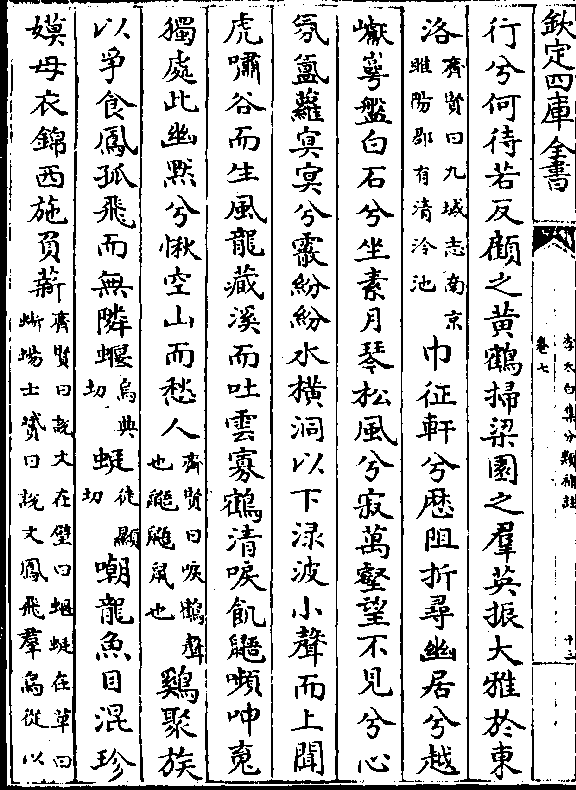 欽定四庫全書
李太白集分類補註
卷七
十三
行兮何待若反顧之黃鶴掃梁園之羣英振大雅於東
洛齊賢曰九域志南京睢陽郡有清泠池巾征軒兮歷阻折尋幽居兮越
巘崿盤白石兮坐素月琴松風兮寂萬壑望不見兮心
氛氳蘿冥冥兮霰紛紛水橫洞以下淥波小聲而上聞
虎嘯谷而生風龍藏溪而吐雲寡鶴清唳飢鼯嚬呻䰟
獨處此幽默兮愀空山而愁人齊賢曰唳鶴聲也鼯鼯鼠也鷄聚族
以爭食鳳孤飛而無隣蝘烏典切蜓徒顯切嘲龍魚目混珍
嫫母衣錦西施負薪齊賢曰說文在壁曰蝘蜓在草曰蜥蜴士贇曰說文鳳飛羣鳥從以